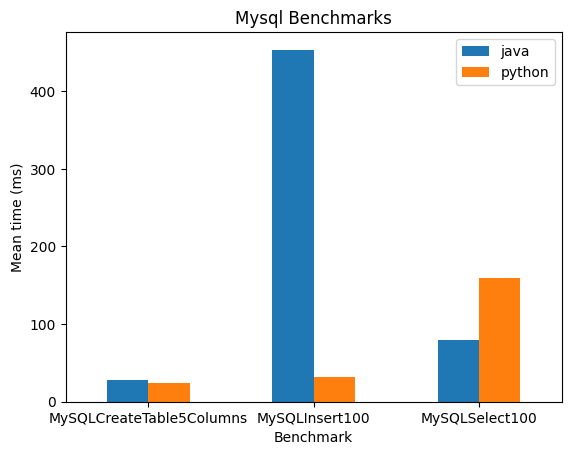 Mysql Benchmarks
java
python
Mean time (ms)
400
300
200
100
0
MySQLCreateTable5Columns
MySQLInsert100
MySQLSelect100
Benchmark